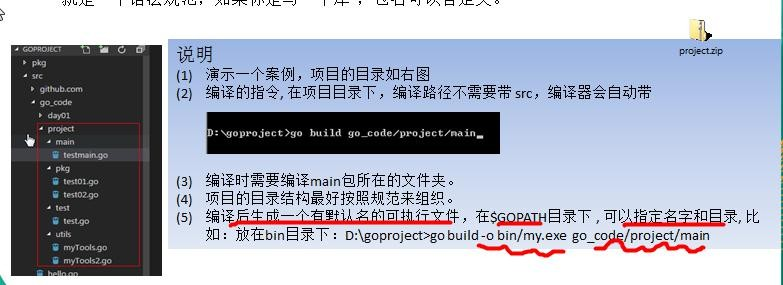 就是一个语法规范，如果你是写一个库，也名可以自定义。
project.zip
GOPROJECT
pkg
src
github.com
go_code
day01
project
main
testmain.go
pkg
test01.go
test02.go
test
test.go
utils
myTools.go
myTools2.go
hello.go
说明
(1) 演示一个案例，项目的目录如右图
(2) 编译的指令, 在项目目录下，编译路径不需要带 src，编译器会自动带
D:\goproject>go build go_code/project/main
(3) 编译时需要编译main包所在的文件夹。
(4) 项目的目录结构最好按照规范来组织。
(5) 编译后生成一个有默认名的可执行文件，在$GOPATH目录下 , 可以指定名字和目录, 比
如：放在bin目录下：D:\goproject>go build -o bin/my.exe go_code/project/main